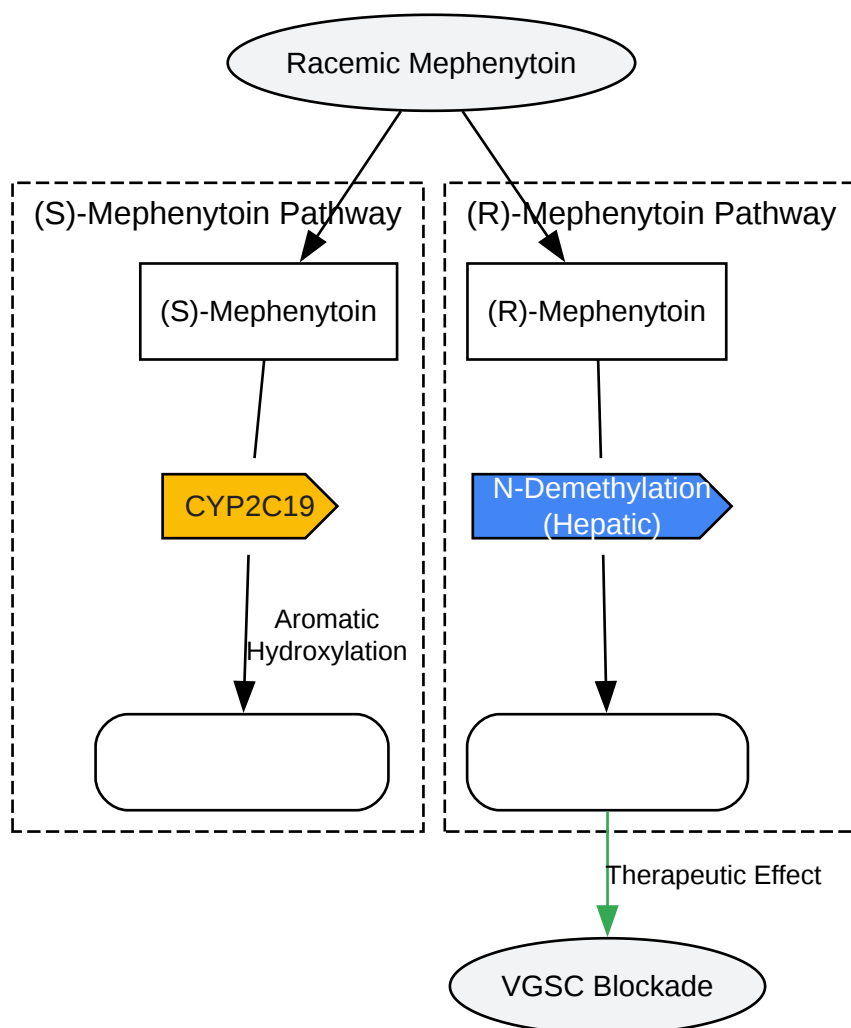 Racemic Mephenytoin
(S)-Mephenytoin Pathway
(R)-Mephenytoin Pathway
(S)-Mephenytoin
(R)-Mephenytoin
CYP2C19
N-Demethylation
(Hepatic)
Aromatic
Hydroxylation
Therapeutic Effect
VGSC Blockade